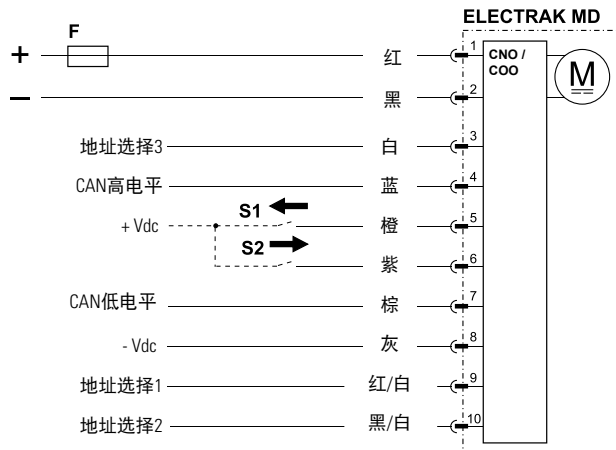 ELECTRAK MD
F
+ 红 1 CNO /
COO
M
− 黑 2
地址选择3 白 3
CAN高电平 蓝 4
S1
+ Vdc 橙 5
S2
紫 6
CAN低电平 棕 7
- Vdc 灰 8
地址选择1 红/白 9
地址选择2 黑/白 10